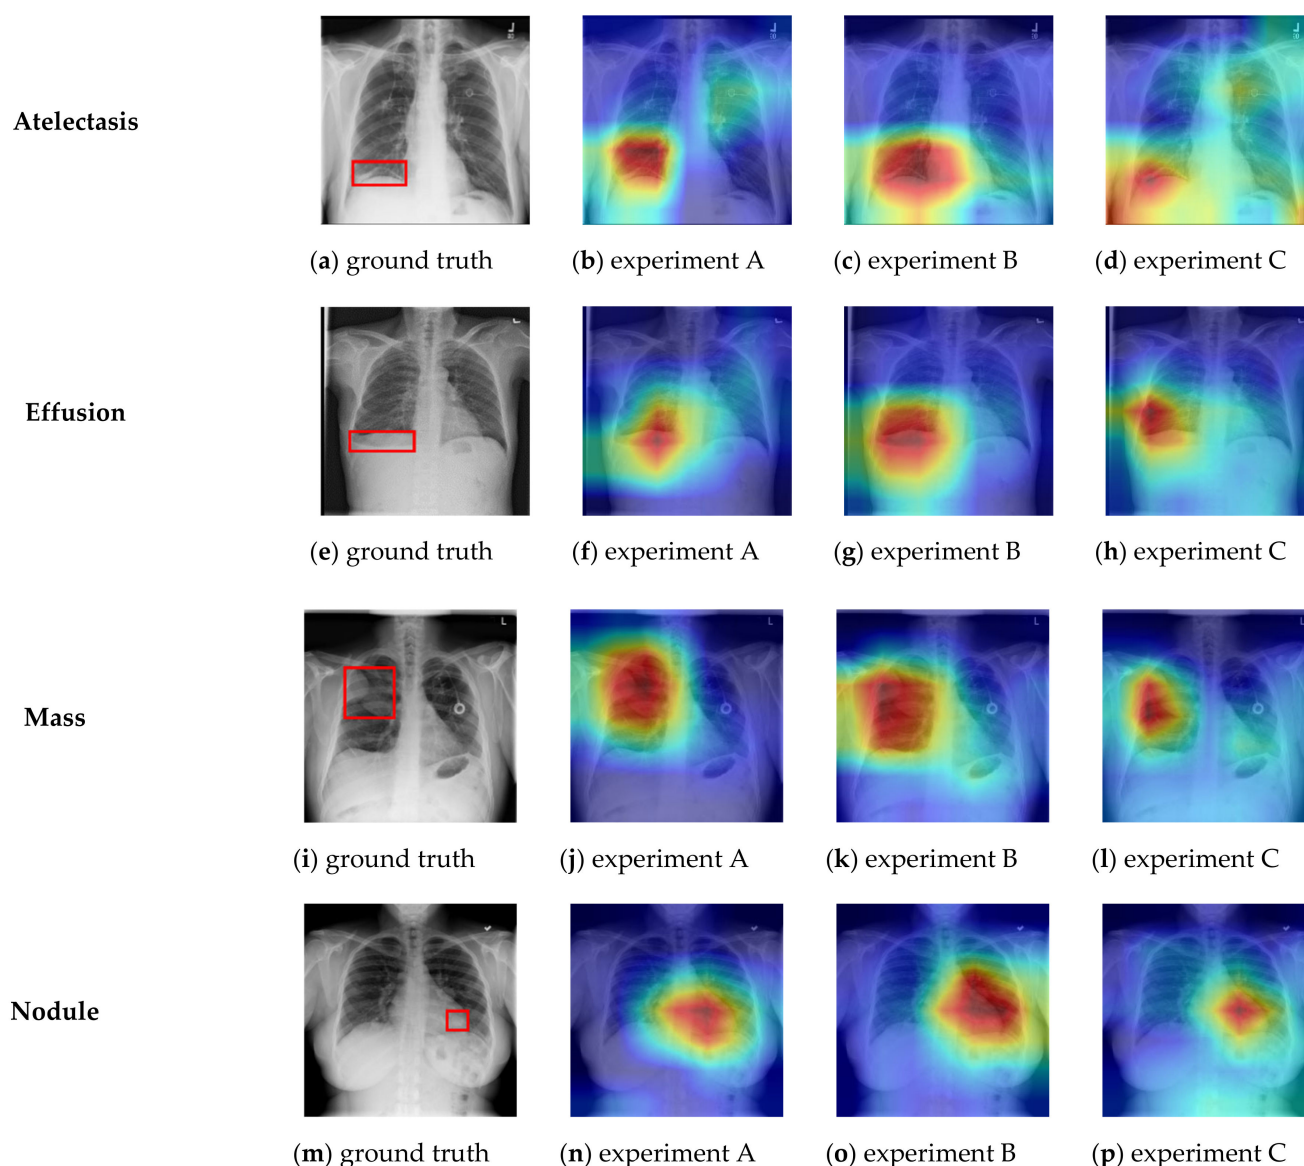 Atelectasis
(a) ground truth
(b) experiment A
(c) experiment B
(d) experiment C
Effusion
(e) ground truth
(f) experiment A
(g) experiment B
(h) experiment C
Mass
L
L
L
L
(i) ground truth
(j) experiment A
(k) experiment B
(l) experiment C
Nodule
(m) ground truth
(n) experiment A
(o) experiment B
(p) experiment C